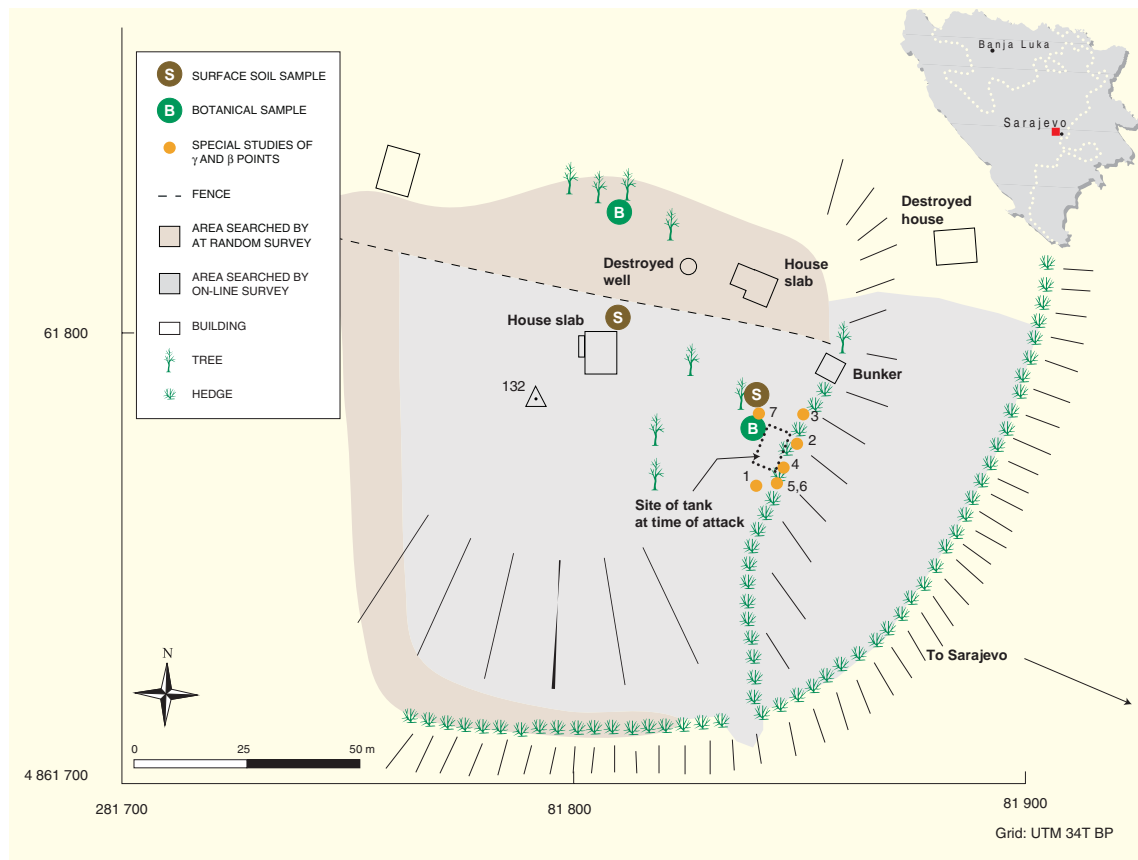 S SURFACE SOIL SAMPLE
B BOTANICAL SAMPLE
SPECIAL STUDIES OF
γ AND β POINTS
FENCE
AREA SEARCHED BY
AT RANDOM SURVEY
AREA SEARCHED BY
ON-LINE SURVEY
BUILDING
TREE
HEDGE
Banja Luka
Sarajevo
Destroyed
house
B
Destroyed
well
House
slab
S
House slab
61 800
132
Bunker
S
7
3
B
2
4
1
5,6
Site of tank
at time of attack
To Sarajevo
N
0 25 50 m
4 861 700
281 700
81 800
81 900
Grid: UTM 34T BP